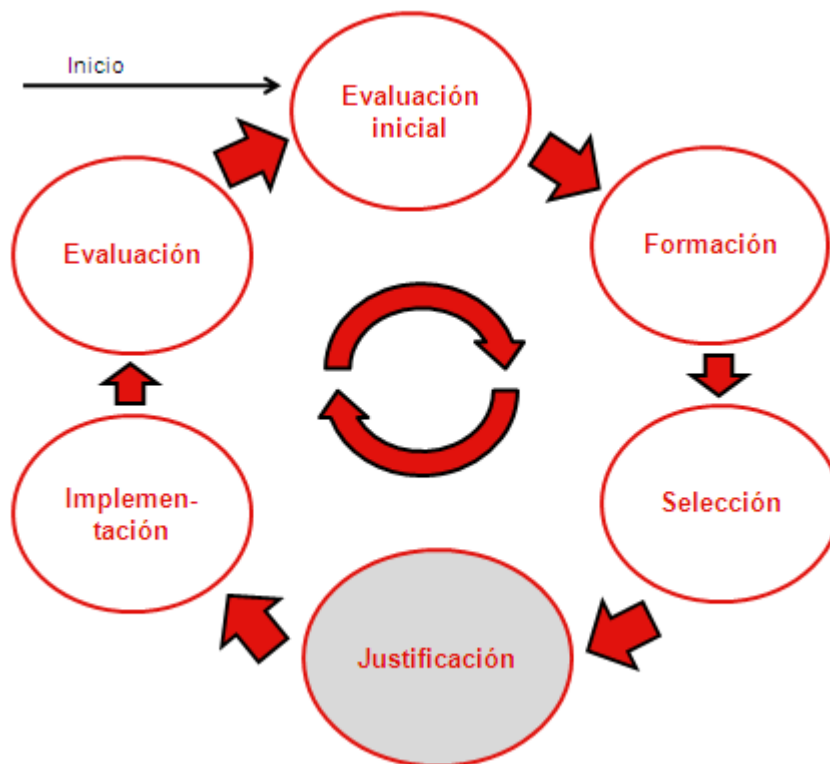 Inicio
Evaluación
inicial
Formación
Selección
Justificación
Implemen-
tación
Evaluación